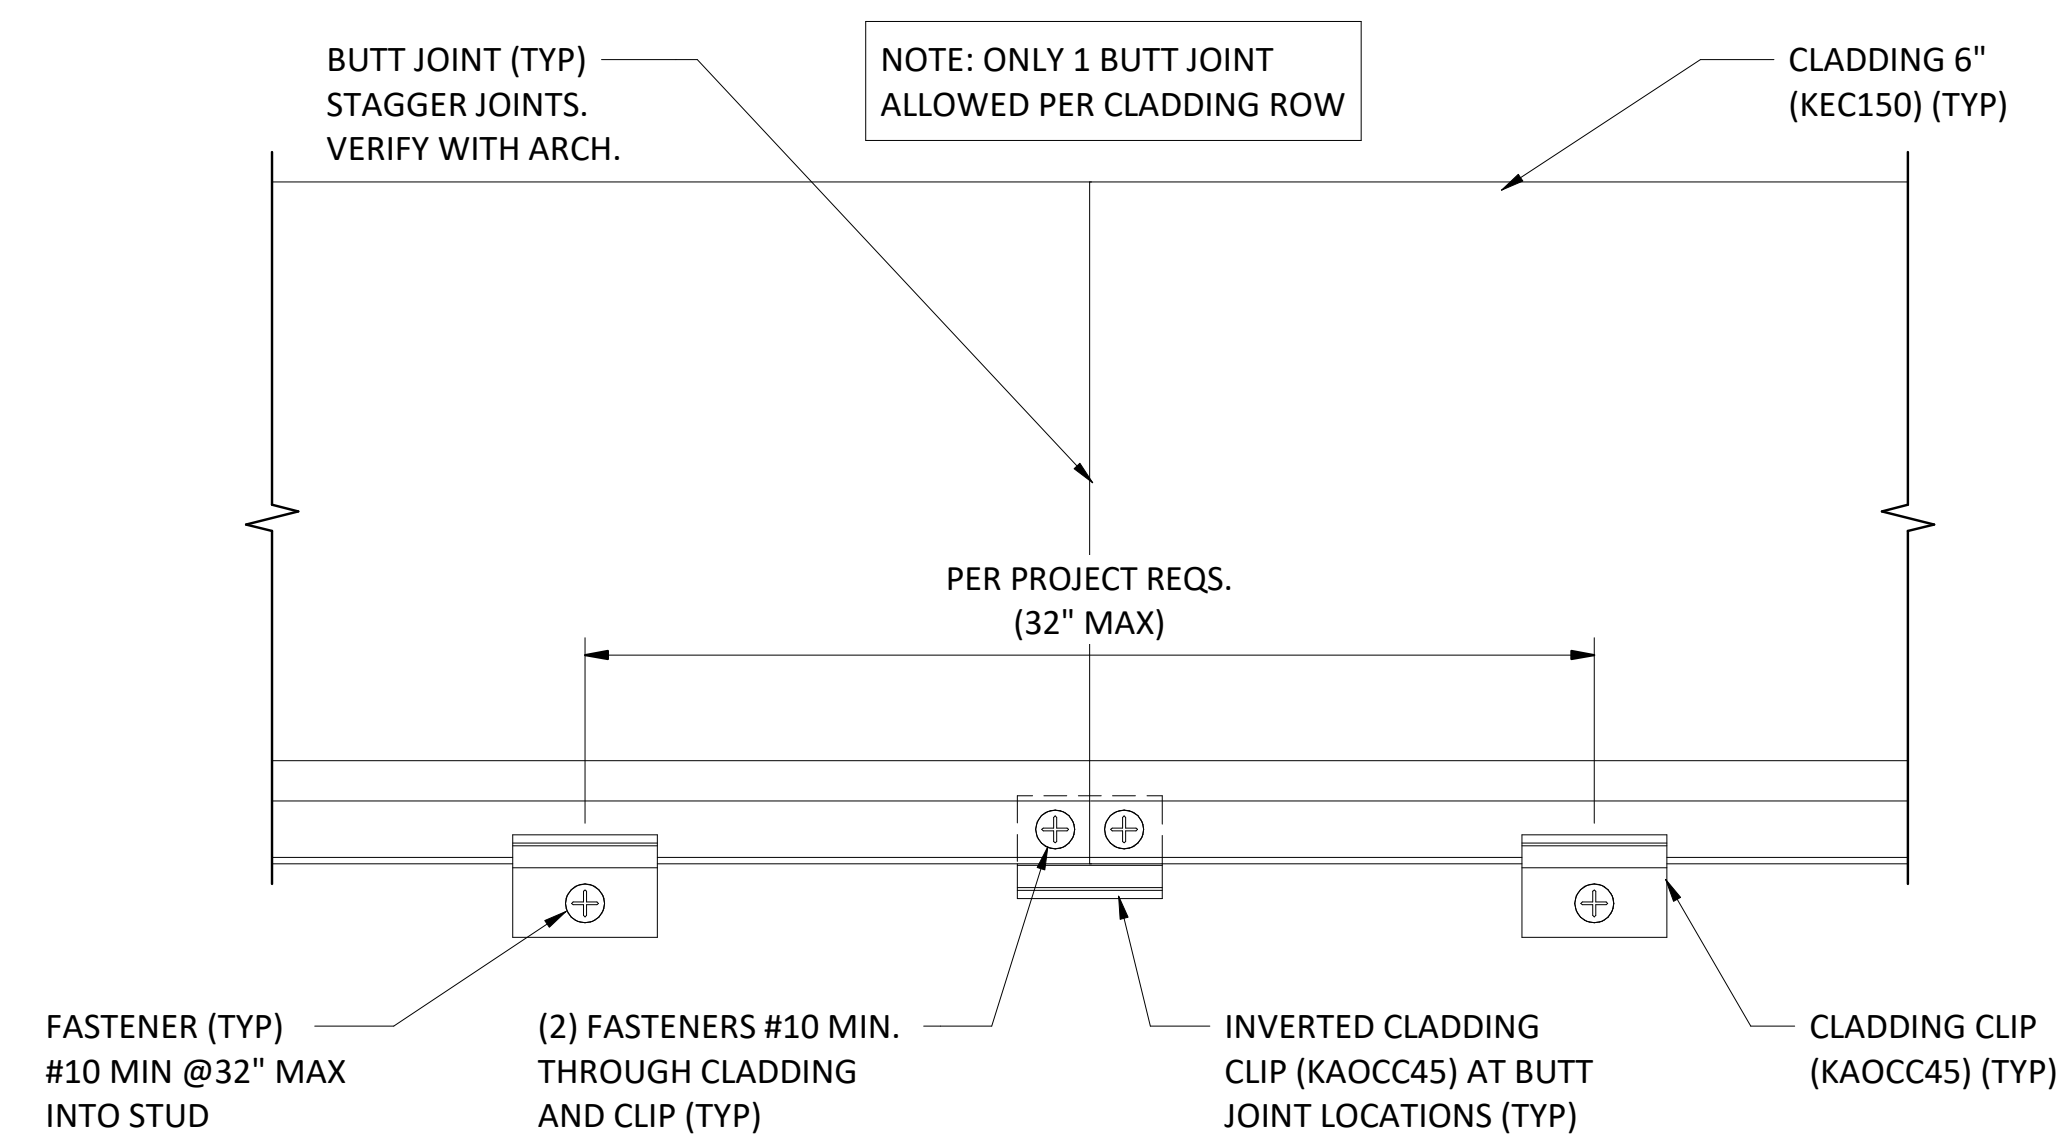 BUTT JOINT (TYP)
STAGGER JOINTS.
VERIFY WITH ARCH.
NOTE: ONLY 1 BUTT JOINT
ALLOWED PER CLADDING ROW
CLADDING 6"
(KEC150) (TYP)
PER PROJECT REQS.
(32" MAX)
FASTENER (TYP)
#10 MIN @32" MAX
INTO STUD
(2) FASTENERS #10 MIN.
THROUGH CLADDING
AND CLIP (TYP)
INVERTED CLADDING
CLIP (KAOCC45) AT BUTT
JOINT LOCATIONS (TYP)
CLADDING CLIP
(KAOCC45) (TYP)